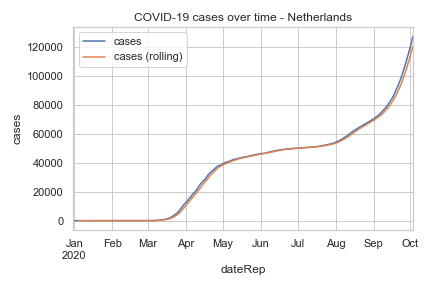 COVID-19 cases over time - Netherlands
cases
cases (rolling)
120000
100000
80000
60000
40000
20000
0
cases
Jan Feb Mar Apr May Jun Jul Aug Sep Oct
2020
dateRep